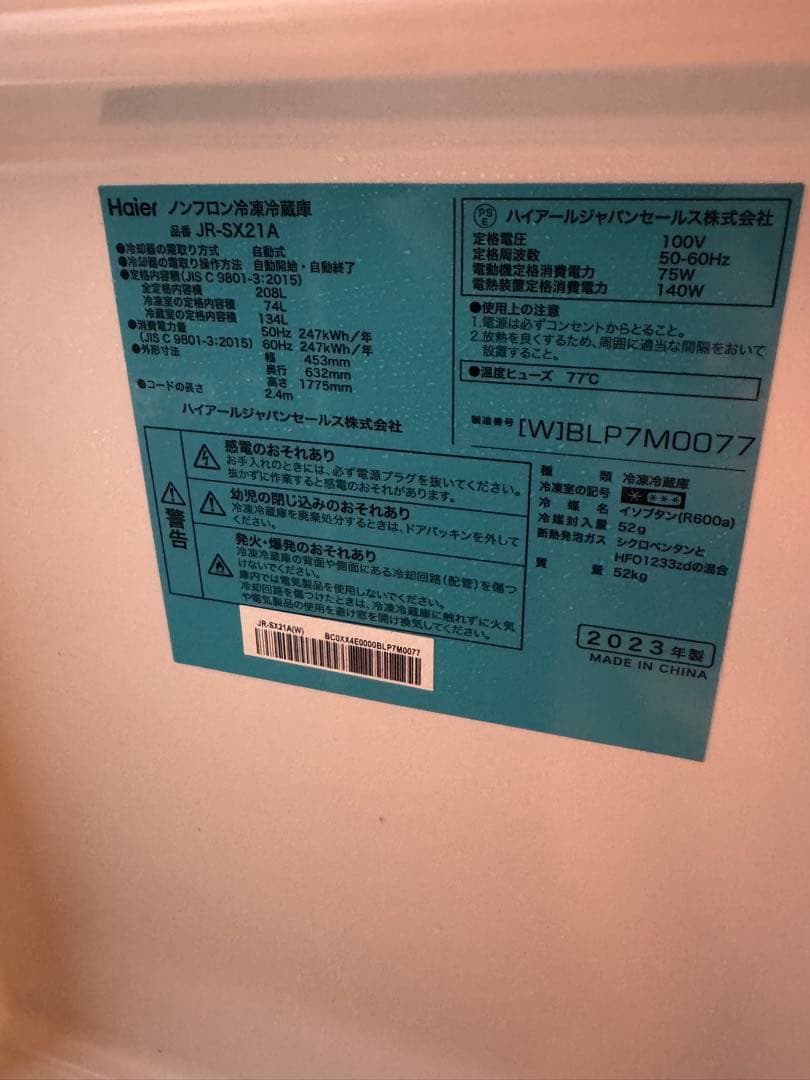 Haier ノンフロン冷凍冷蔵庫
品番 JR-SX21A
●冷却器の霜取り方式 自動式
●冷却器の霜取り操作方法 自動開始・自動終了
●定格内容積(JIS C 9801-3:2015)
全定格内容積 208L
冷凍室の定格内容積 74L
冷蔵室の定格内容積 134L
●消費電力量 50Hz 247kWh/年
(JIS C 9801-3:2015) 60Hz 247kWh/年
●外形寸法 幅 453mm
奥行 632mm
高さ 1775mm
●コードの長さ 2.4m
ハイアールジャパンセールス株式会社
警告
感電のおそれあり
お手入れのときには、必ず電源プラグを抜いてください。
抜かずに作業すると感電のおそれがあります。
幼児の閉じ込みのおそれあり
冷凍冷蔵庫を廃棄処分するときは、ドアパッキンを外して
ください。
発火・爆発のおそれあり
冷凍冷蔵庫の背面や側面にある冷却回路(配管)を傷つ
けないでください。
庫内では電気製品を使用しないでください。
冷却回路を傷つけたときは、冷凍冷蔵庫に触れずに火気
や電気製品の使用を避け窓を開け換気してください。
JR-SX21A(W) BC0XX4E0000BLP7M0077
PSE ハイアールジャパンセールス株式会社
定格電圧 100V
定格周波数 50-60Hz
電動機定格消費電力 75W
電熱装置定格消費電力 140W
●使用上の注意
1.電源は必ずコンセントからとること。
2.放熱を良くするため、周囲に適当な間隔をおいて
設置すること。
●温度ヒューズ 77℃
製造番号 [W]BLP7M0077
種類 冷凍冷蔵庫
冷凍室の記号 * ***
冷媒 イソブタン(R600a)
冷媒封入量 52g
断熱発泡ガス シクロペンタンと
HFO1233zdの混合
質量 52kg
2023年製
MADE IN CHINA